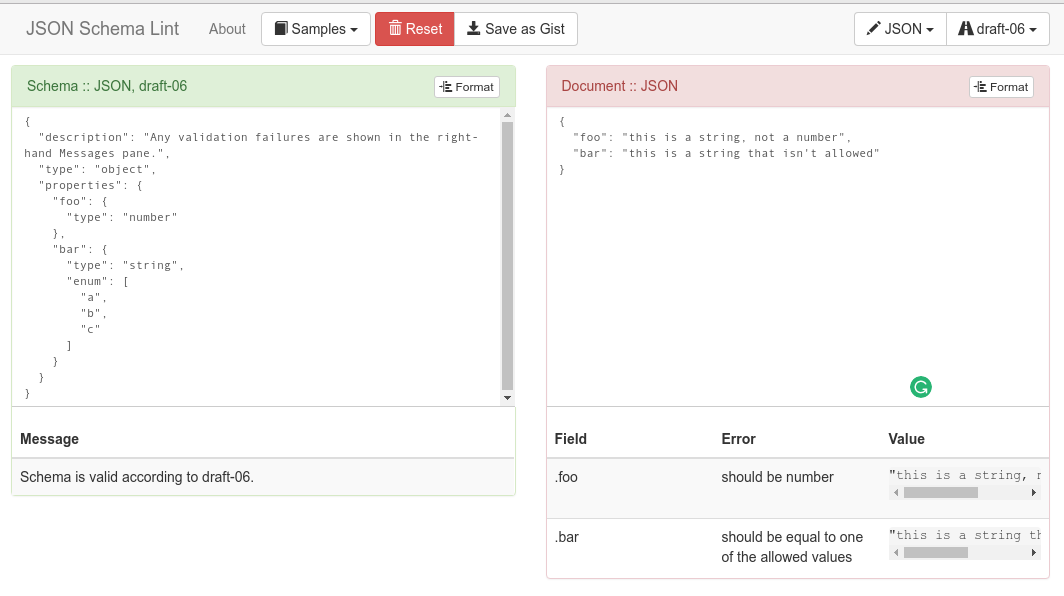 JSON Schema Lint About Samples Reset Save as Gist JSON draft-06
Schema :: JSON, draft-06 Format
{
"description": "Any validation failures are shown in the right-
hand Messages pane.",
"type": "object",
"properties": {
"foo": {
"type": "number"
},
"bar": {
"type": "string",
"enum": [
"a",
"b",
"c"
]
}
}
}
Message
Schema is valid according to draft-06.
Document :: JSON Format
{
"foo": "this is a string, not a number",
"bar": "this is a string that isn't allowed"
}
Field Error Value
.foo should be number "this is a string,
.bar should be equal to one "this is a string
of the allowed values